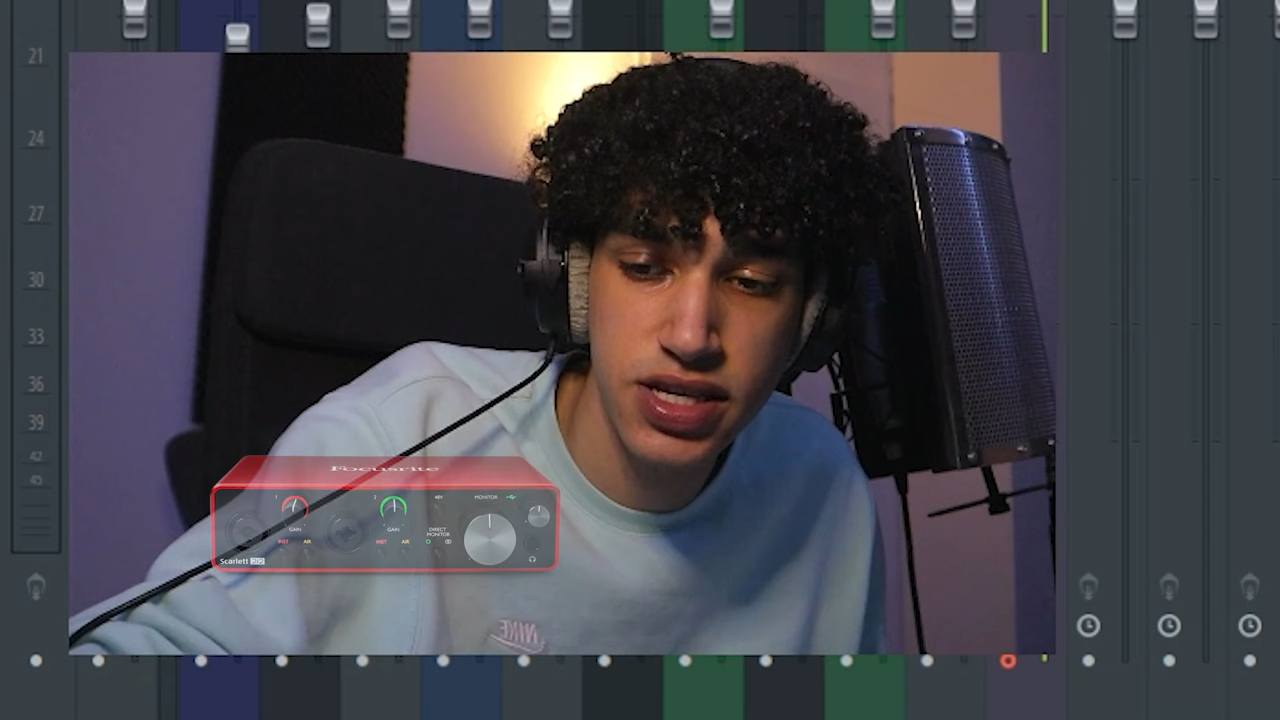 21
24
27
30
33
36
39
42
45
Focusrite
1
2
48V
MONITOR
GAIN
GAIN
DIRECT
MONITOR
INST
AIR
INST
AIR
Scarlett 2i2
NIKE